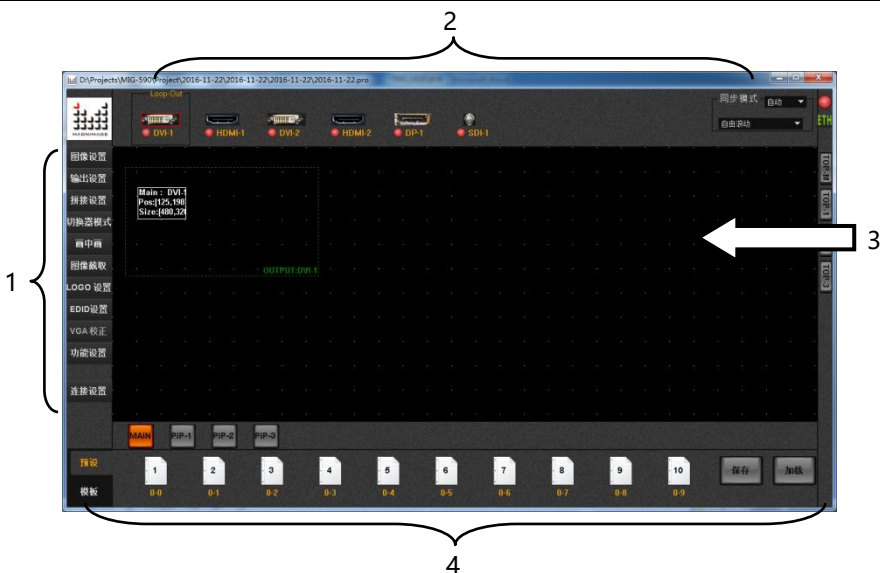 2
D:\Projects\MIG-590\Project\2016-11-22\2016-11-22\2016-11-22\2016-11-22.pro
Loop-Out
同步模式 自动
DVI-1 HDMI-1 DVI-2 HDMI-2 DP-1 SDI-1
自由滚动
ETH
MAGNIMAGE
图像设置
输出设置
拼接设置
切换器模式
画中画
图像截取
LOGO 设置
EDID设置
VGA 校正
功能设置
连接设置
Main : DVI-1
Pos:[125,198
Size:[480,320
OUTPUT:DVI-1
TOP-1
TOP-3
1
3
MAIN PIP-1 PIP-2 PIP-3
预设
模板
1 2 3 4 5 6 7 8 9 10
0-0 0-1 0-2 0-3 0-4 0-5 0-6 0-7 0-8 0-9
保存 加载
4